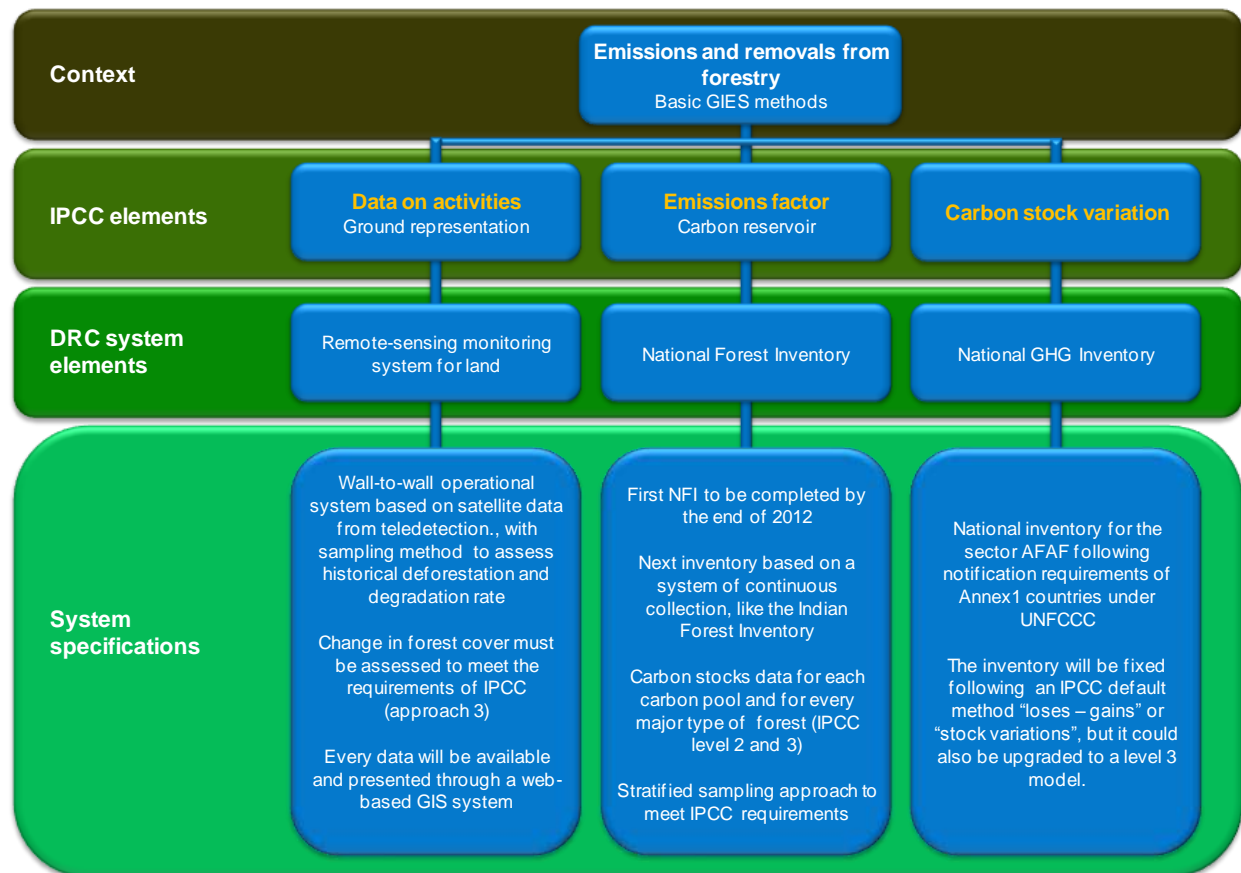 Context
Emissions and removals from
forestry
Basic GIES methods
IPCC elements
Data on activities
Ground representation
Emissions factor
Carbon reservoir
Carbon stock variation
DRC system
elements
Remote-sensing monitoring
system for land
National Forest Inventory
National GHG Inventory
System
specifications
Wall-to-wall operational
system based on satellite data
from teledetection., with
sampling method to assess
historical deforestation and
degradation rate
Change in forest cover must
be assessed to meet the
requirements of IPCC
(approach 3)
Every data will be available
and presented through a web-
based GIS system
First NFI to be completed by
the end of 2012
Next inventory based on a
system of continuous
collection, like the Indian
Forest Inventory
Carbon stocks data for each
carbon pool and for every
major type of forest (IPCC
level 2 and 3)
Stratified sampling approach to
meet IPCC requirements
National inventory for the
sector AFAF following
notification requirements of
Annex1 countries under
UNFCCC
The inventory will be fixed
following an IPCC default
method “loses – gains” or
“stock variations”, but it could
also be upgraded to a level 3
model.